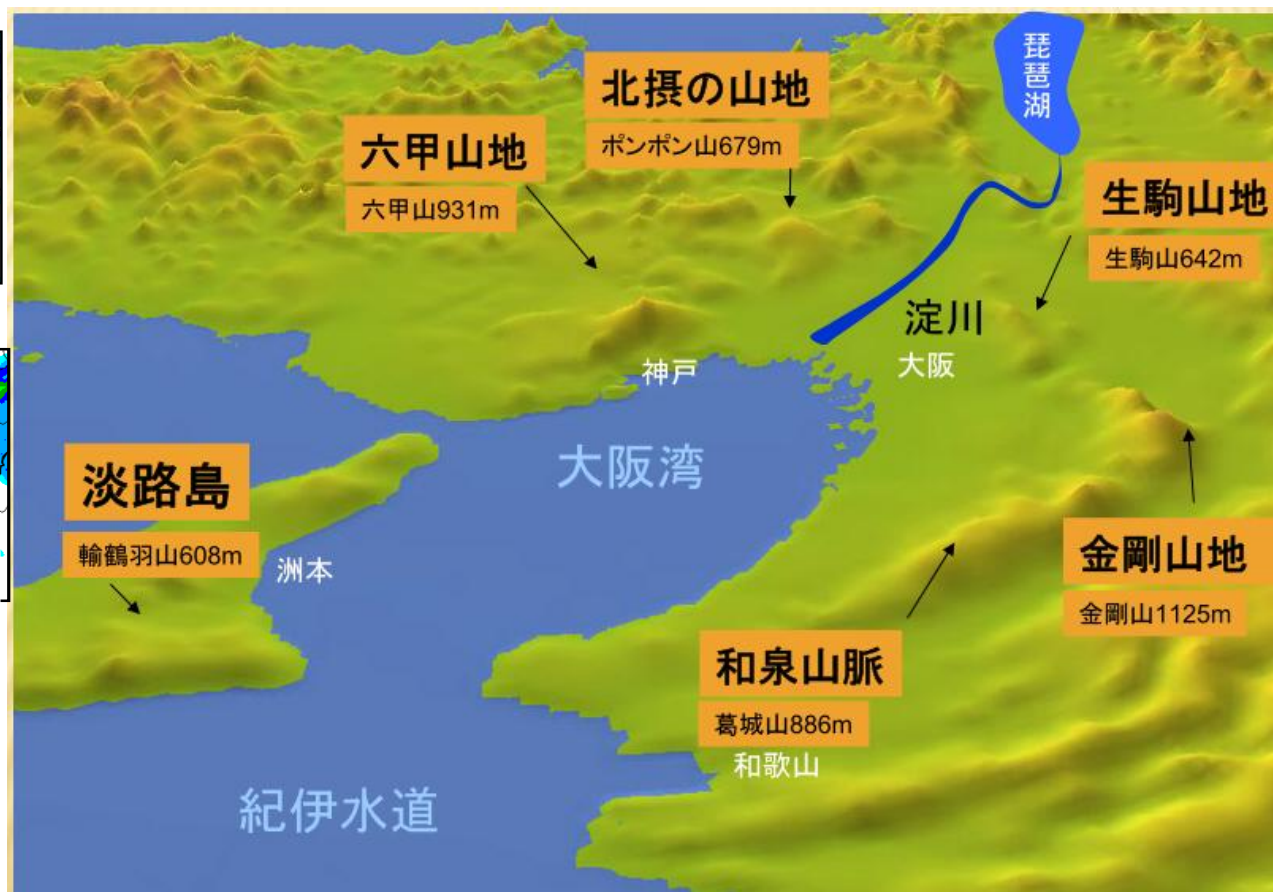 琵琶湖
北摂の山地
ポンポン山679m
六甲山地
六甲山931m
生駒山地
生駒山642m
淀川
大阪
神戸
大阪湾
淡路島
輸鶴羽山608m
洲本
金剛山地
金剛山1125m
和泉山脈
葛城山886m
和歌山
紀伊水道